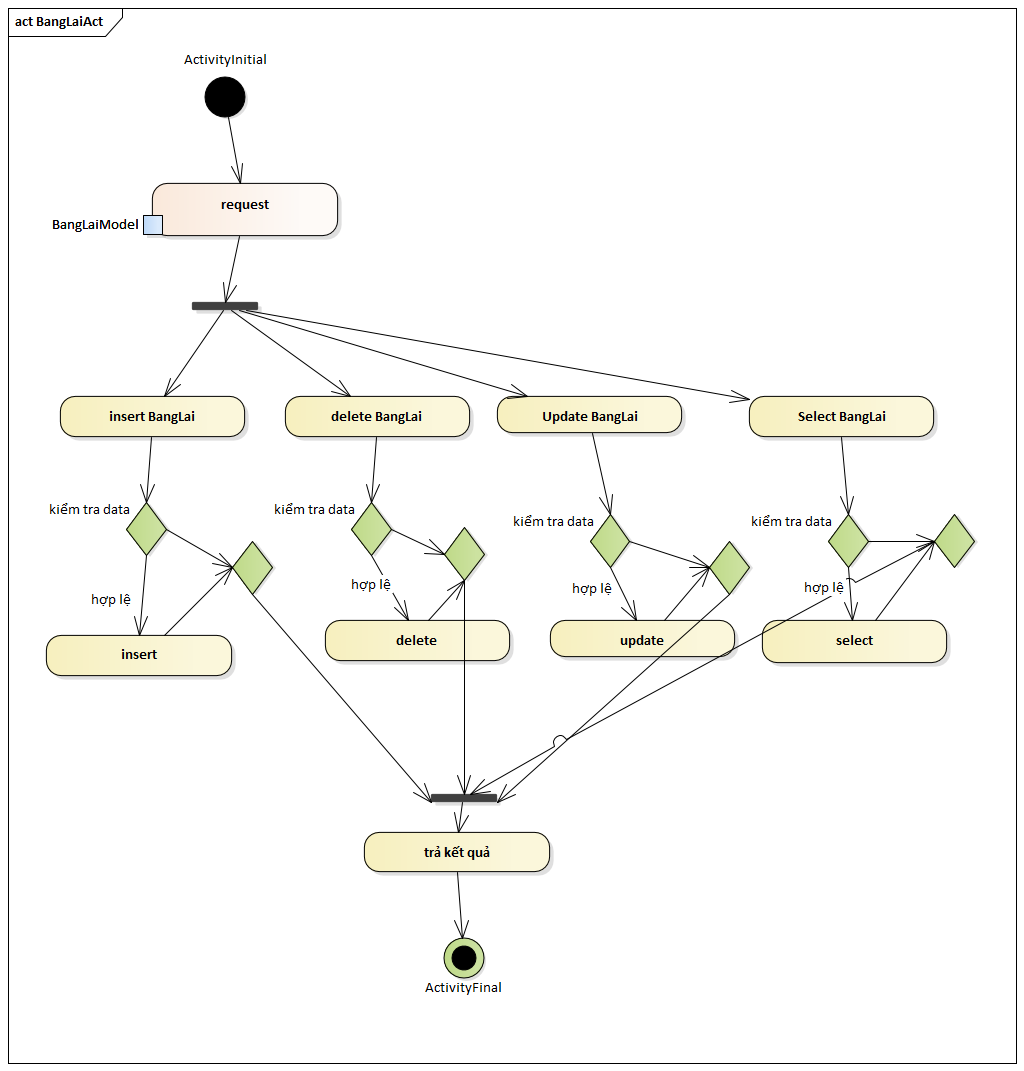 act BangLaiAct
ActivityInitial
request
BangLaiModel
insert BangLai
delete BangLai
Update BangLai
Select BangLai
kiểm tra data
kiểm tra data
kiểm tra data
kiểm tra data
hợp lệ
hợp lệ
hợp lệ
hợp lệ
insert
delete
update
select
trả kết quả
ActivityFinal